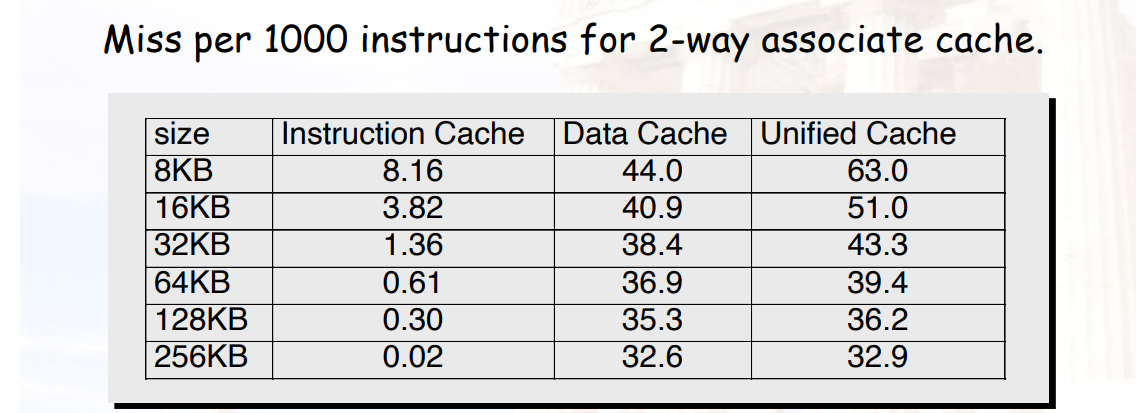 Miss per 1000 instructions for 2-way associate cache.
size Instruction Cache Data Cache Unified Cache
8KB 8.16 44.0 63.0
16KB 3.82 40.9 51.0
32KB 1.36 38.4 43.3
64KB 0.61 36.9 39.4
128KB 0.30 35.3 36.2
256KB 0.02 32.6 32.9